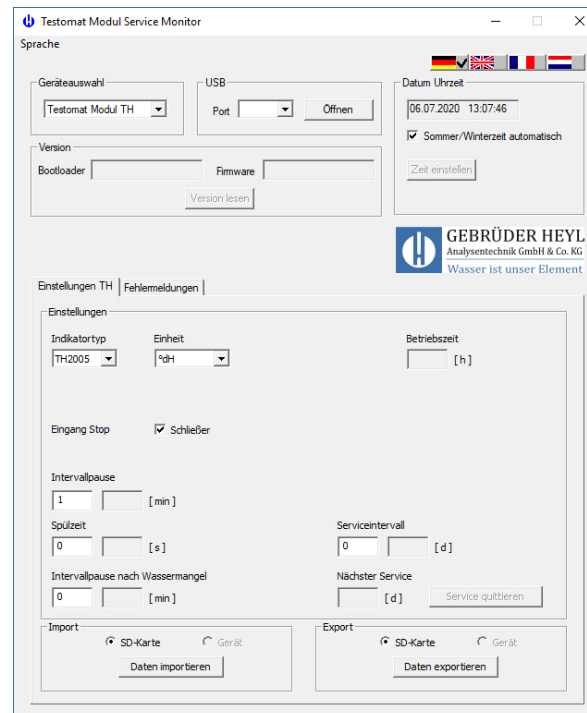 Testomat Modul Service Monitor
Sprache
Geräteauswahl
Testomat Modul TH
USB
Port
Öffnen
Datum Uhrzeit
06.07.2020 13:07:46
Sommer/Winterzeit automatisch
Zeit einstellen
Version
Bootloader
Firmware
Version lesen
GEBRÜDER HEYL
Analysentechnik GmbH & Co. KG
Wasser ist unser Element
Einstellungen TH
Fehlermeldungen
Einstellungen
Indikatortyp
Einheit
Betriebszeit
TH2005
°dH
[ h ]
Eingang Stop
Schließer
Intervallpause
1
[ min ]
Spülzeit
Serviceintervall
0
[ s ]
0
[ d ]
Intervallpause nach Wassermangel
Nächster Service
0
[ min ]
[ d ]
Service quittieren
Import
SD-Karte
Gerät
Daten importieren
Export
SD-Karte
Gerät
Daten exportieren